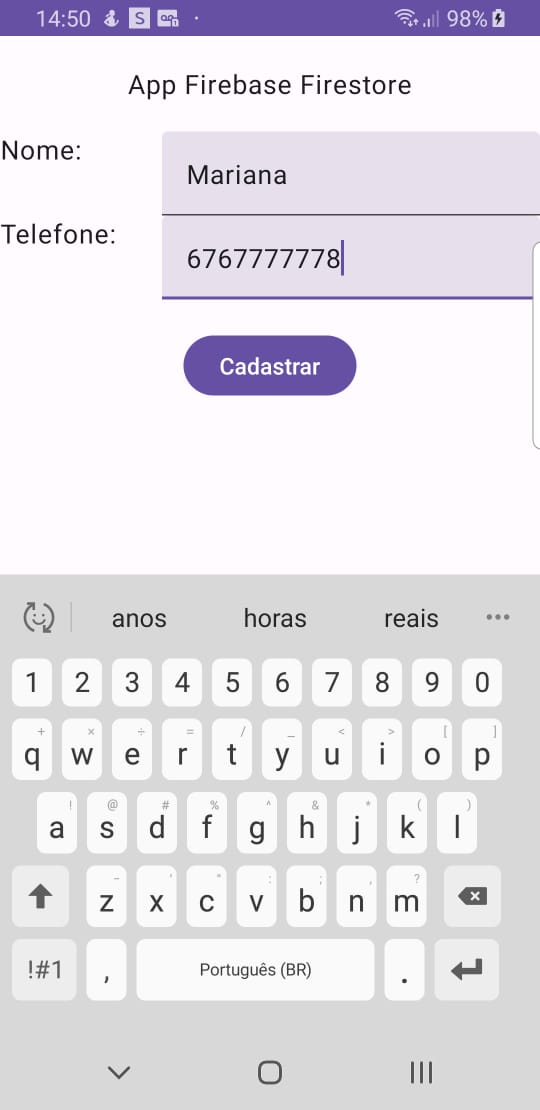 14:50 S 98%
App Firebase Firestore
Nome:
Mariana
Telefone:
6767777778
Cadastrar
anos horas reais
1 2 3 4 5 6 7 8 9 0
+ × ÷ = / _ < > [ ]
q w e r t y u i o p
! @ # % ^ & * ( )
a s d f g h j k l
- ' " : ; , ?
z x c v b n m
!#1 , Português (BR) .